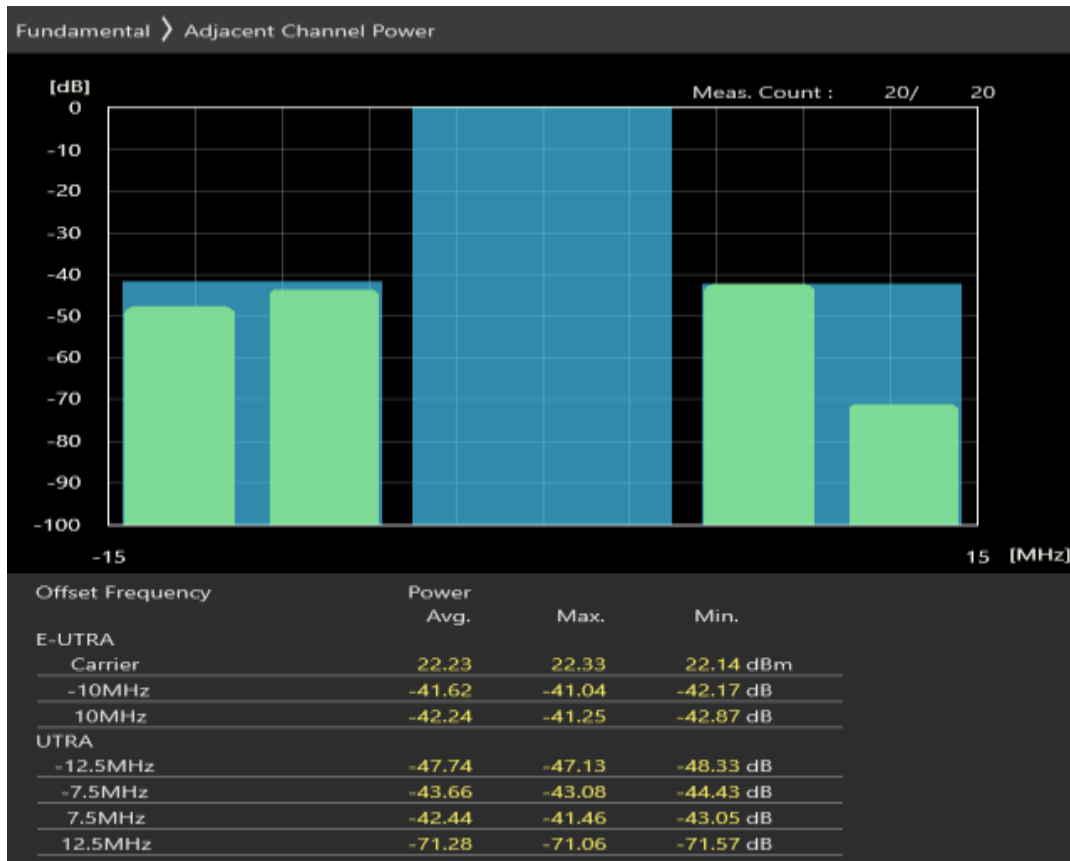 Fundamental ❯ Adjacent Channel Power
[dB]
Meas. Count : 20/ 20
0
-10
-20
-30
-40
-50
-60
-70
-80
-90
-100
-15 15 [MHz]
Offset Frequency Power
Avg. Max. Min.
E-UTRA
Carrier 22.23 22.33 22.14 dBm
-10MHz -41.62 -41.04 -42.17 dB
10MHz -42.24 -41.25 -42.87 dB
UTRA
-12.5MHz -47.74 -47.13 -48.33 dB
-7.5MHz -43.66 -43.08 -44.43 dB
7.5MHz -42.44 -41.46 -43.05 dB
12.5MHz -71.28 -71.06 -71.57 dB